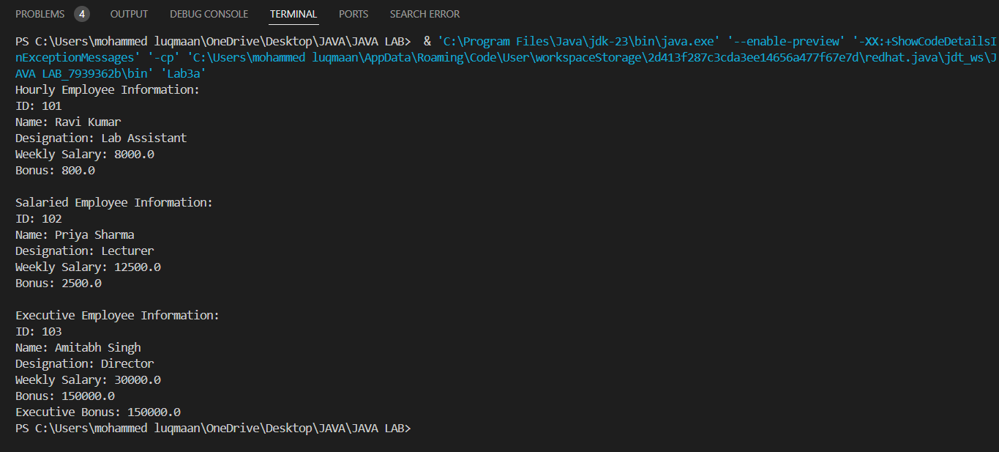 PROBLEMS 4 OUTPUT DEBUG CONSOLE TERMINAL PORTS SEARCH ERROR
PS C:\Users\mohammed luqmaan\OneDrive\Desktop\JAVA\JAVA LAB>  & 'C:\Program Files\Java\jdk-23\bin\java.exe' '--enable-preview' '-XX:+ShowCodeDetailsI
nExceptionMessages' '-cp' 'C:\Users\mohammed luqmaan\AppData\Roaming\Code\User\workspaceStorage\2d413f287c3cda3ee14656a477f67e7d\redhat.java\jdt_ws\J
AVA LAB_7939362b\bin' 'Lab3a'
Hourly Employee Information:
ID: 101
Name: Ravi Kumar
Designation: Lab Assistant
Weekly Salary: 8000.0
Bonus: 800.0
Salaried Employee Information:
ID: 102
Name: Priya Sharma
Designation: Lecturer
Weekly Salary: 12500.0
Bonus: 2500.0
Executive Employee Information:
ID: 103
Name: Amitabh Singh
Designation: Director
Weekly Salary: 30000.0
Bonus: 150000.0
Executive Bonus: 150000.0
PS C:\Users\mohammed luqmaan\OneDrive\Desktop\JAVA\JAVA LAB>